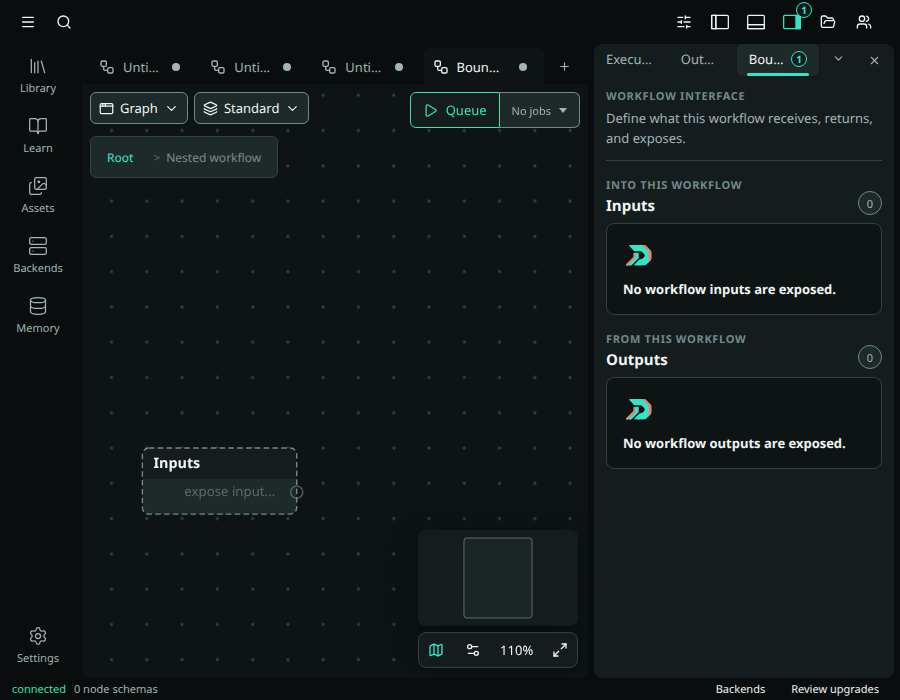 1
Library
Learn
Assets
Backends
Memory
Settings
Unti...
Unti...
Unti...
Boun...
+
Graph
Standard
Queue
No jobs
Root > Nested workflow
Inputs
expose input...
110%
Execu...
Out...
Bou...
1
WORKFLOW INTERFACE
Define what this workflow receives, returns,
and exposes.
INTO THIS WORKFLOW
Inputs
0
No workflow inputs are exposed.
FROM THIS WORKFLOW
Outputs
0
No workflow outputs are exposed.
connected 0 node schemas
Backends
Review upgrades